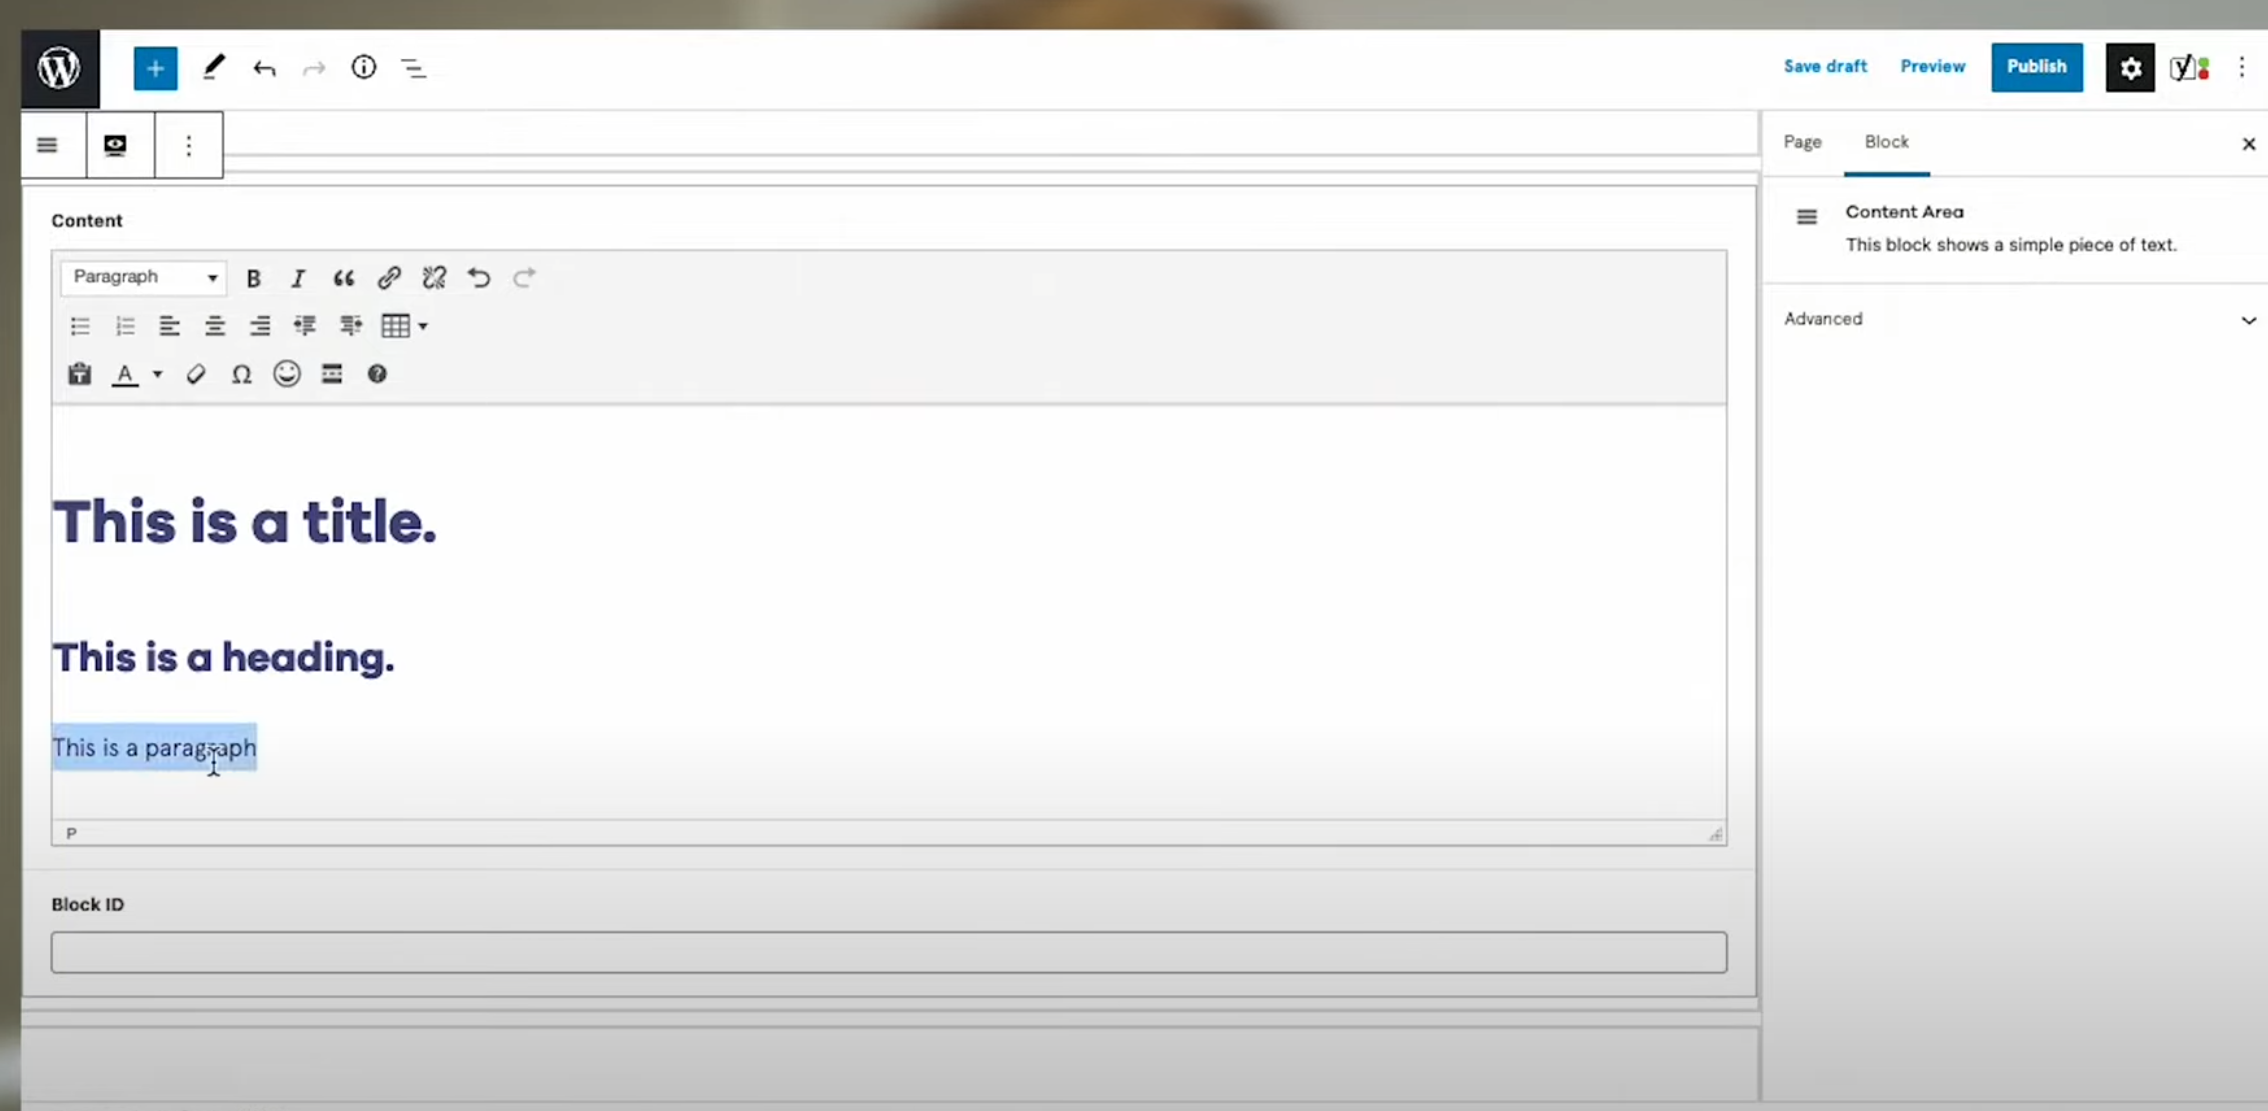 Save draft
Preview
Publish
Page
Block
Content Area
This block shows a simple piece of text.
Advanced
Content
Paragraph
This is a title.
This is a heading.
This is a paragraph
P
Block ID